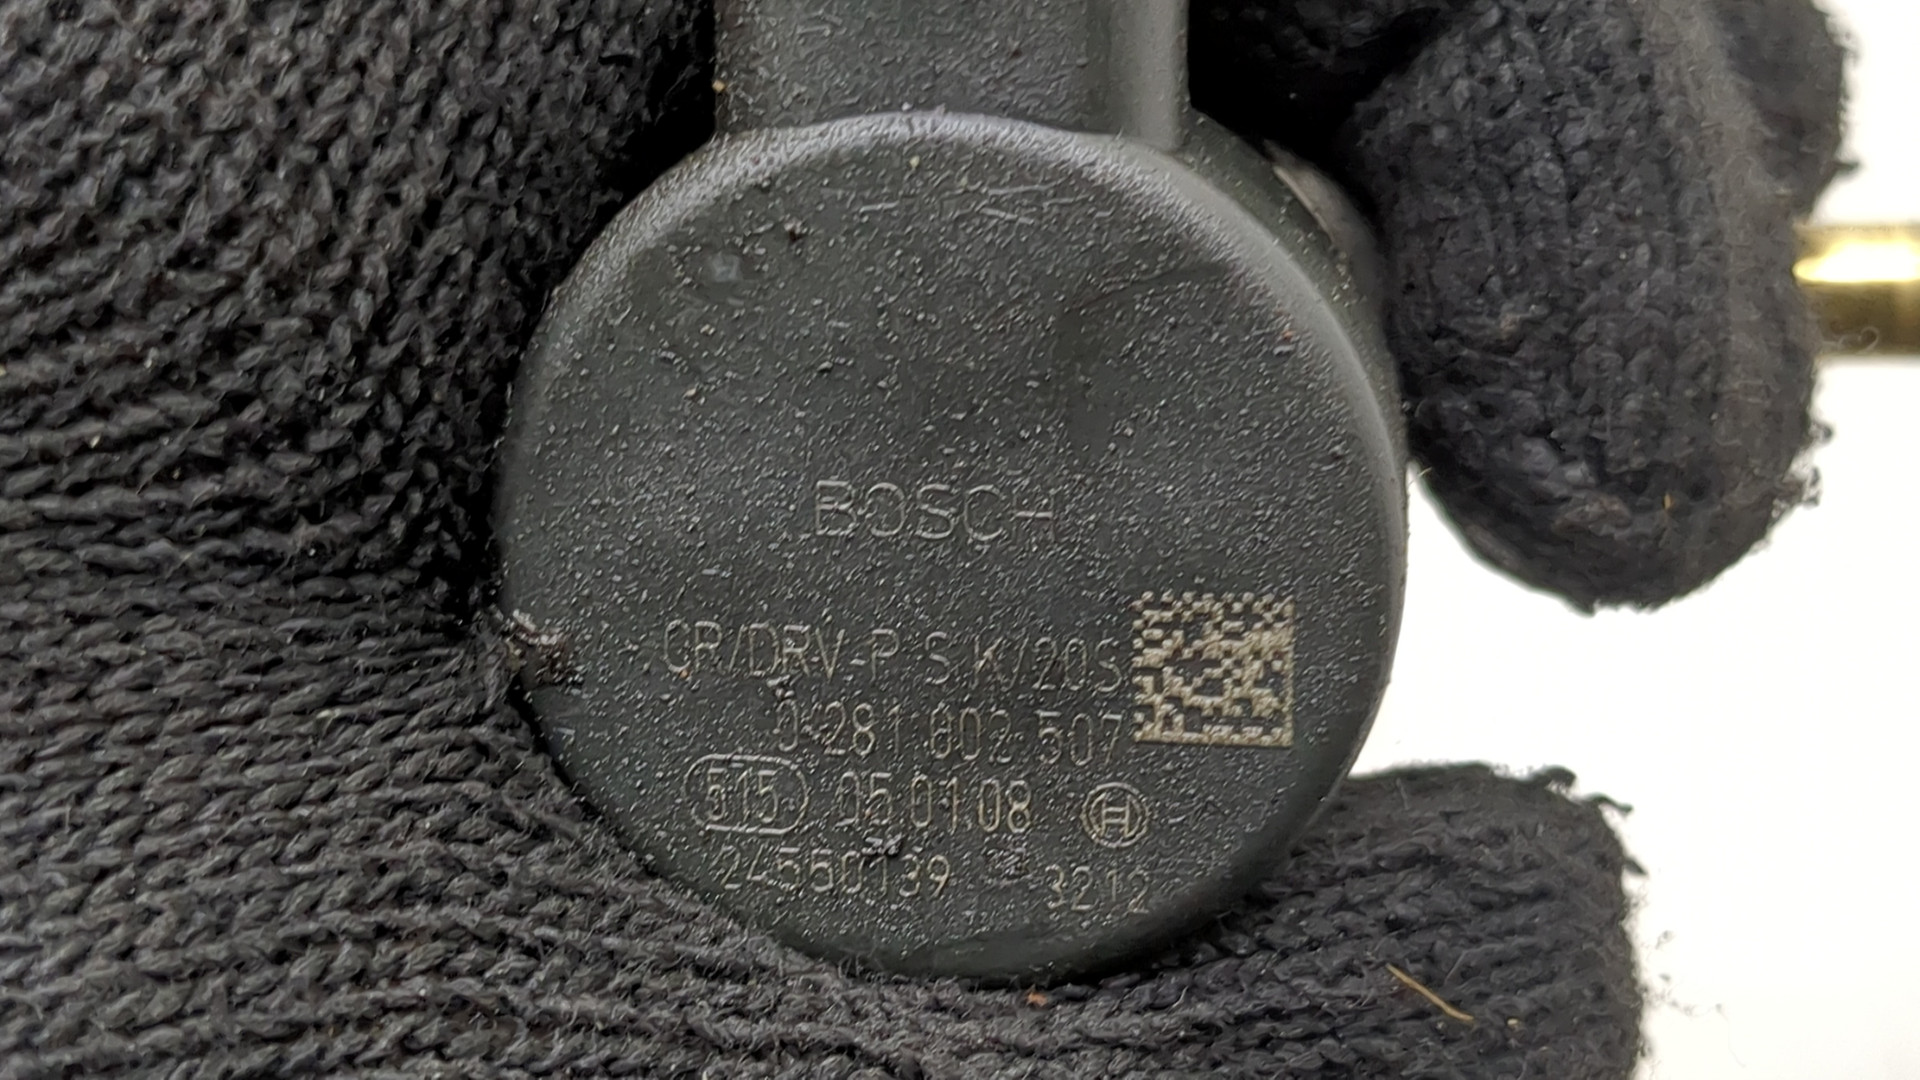 BOSCH
CR/DRV-P S K/20S
0 281 002 507
515 050108 H
24550139 3212